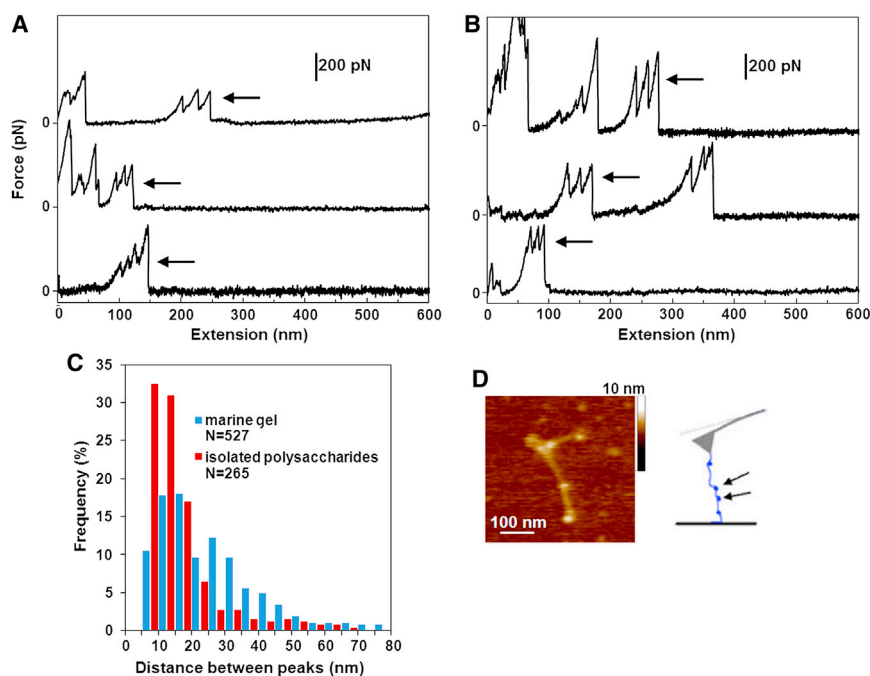 A
200 pN
Force (pN)
0
0
0
0 100 200 300 400 500 600
Extension (nm)
B
200 pN
0
0
0
0 100 200 300 400 500 600
Extension (nm)
C
Frequency (%)
35
30
25
20
15
10
5
0
marine gel
N=527
isolated polysaccharides
N=265
0 10 20 30 40 50 60 70 80
Distance between peaks (nm)
D
10 nm
100 nm